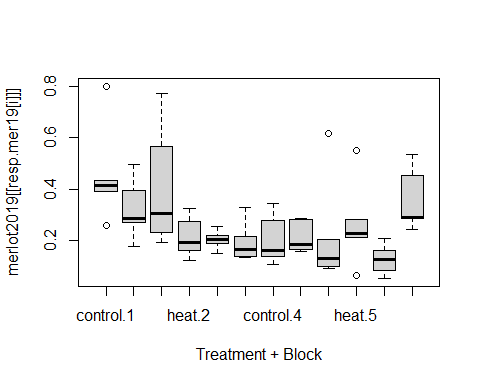 merlot2019[[resp.mer19[i]]]
0.8
0.6
0.4
0.2
control.1 heat.2 control.4 heat.5
Treatment + Block